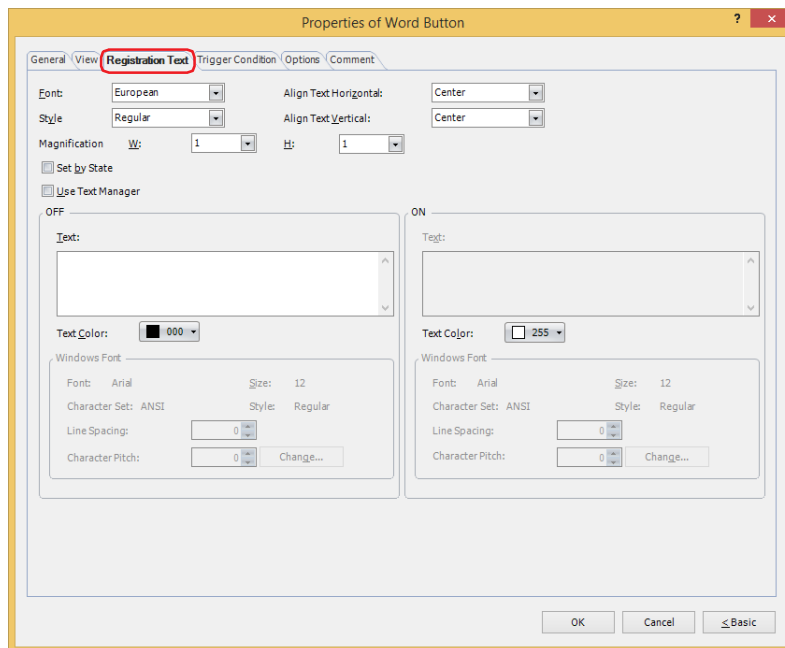 Properties of Word Button
?
General View Registration Text Trigger Condition Options Comment
Font: European Align Text Horizontal: Center
Style Regular Align Text Vertical: Center
Magnification W: 1 H: 1
Set by State
Use Text Manager
OFF
Text:
Text Color: 000
Windows Font
Font: Arial Size: 12
Character Set: ANSI Style: Regular
Line Spacing: 0
Character Pitch: 0 Change...
ON
Text:
Text Color: 255
Windows Font
Font: Arial Size: 12
Character Set: ANSI Style: Regular
Line Spacing: 0
Character Pitch: 0 Change...
OK Cancel < Basic